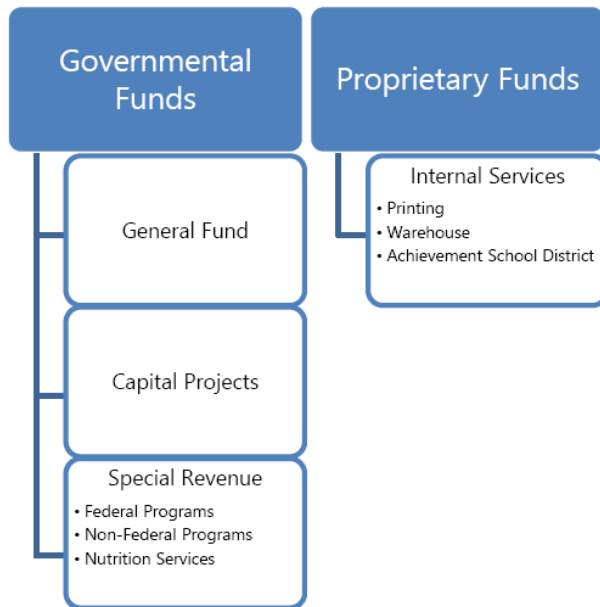 Governmental
Funds
General Fund
Capital Projects
Special Revenue
• Federal Programs
• Non-Federal Programs
• Nutrition Services
Proprietary Funds
Internal Services
• Printing
• Warehouse
• Achievement School District